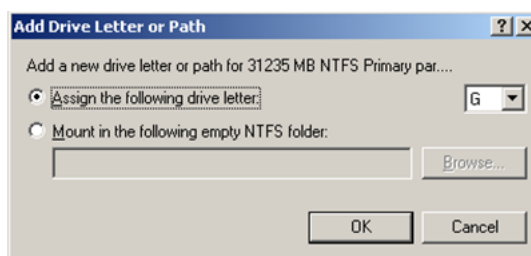 Add Drive Letter or Path
Add a new drive letter or path for 31235 MB NTFS Primary par....
Assign the following drive letter: G
Mount in the following empty NTFS folder:
Browse...
OK Cancel